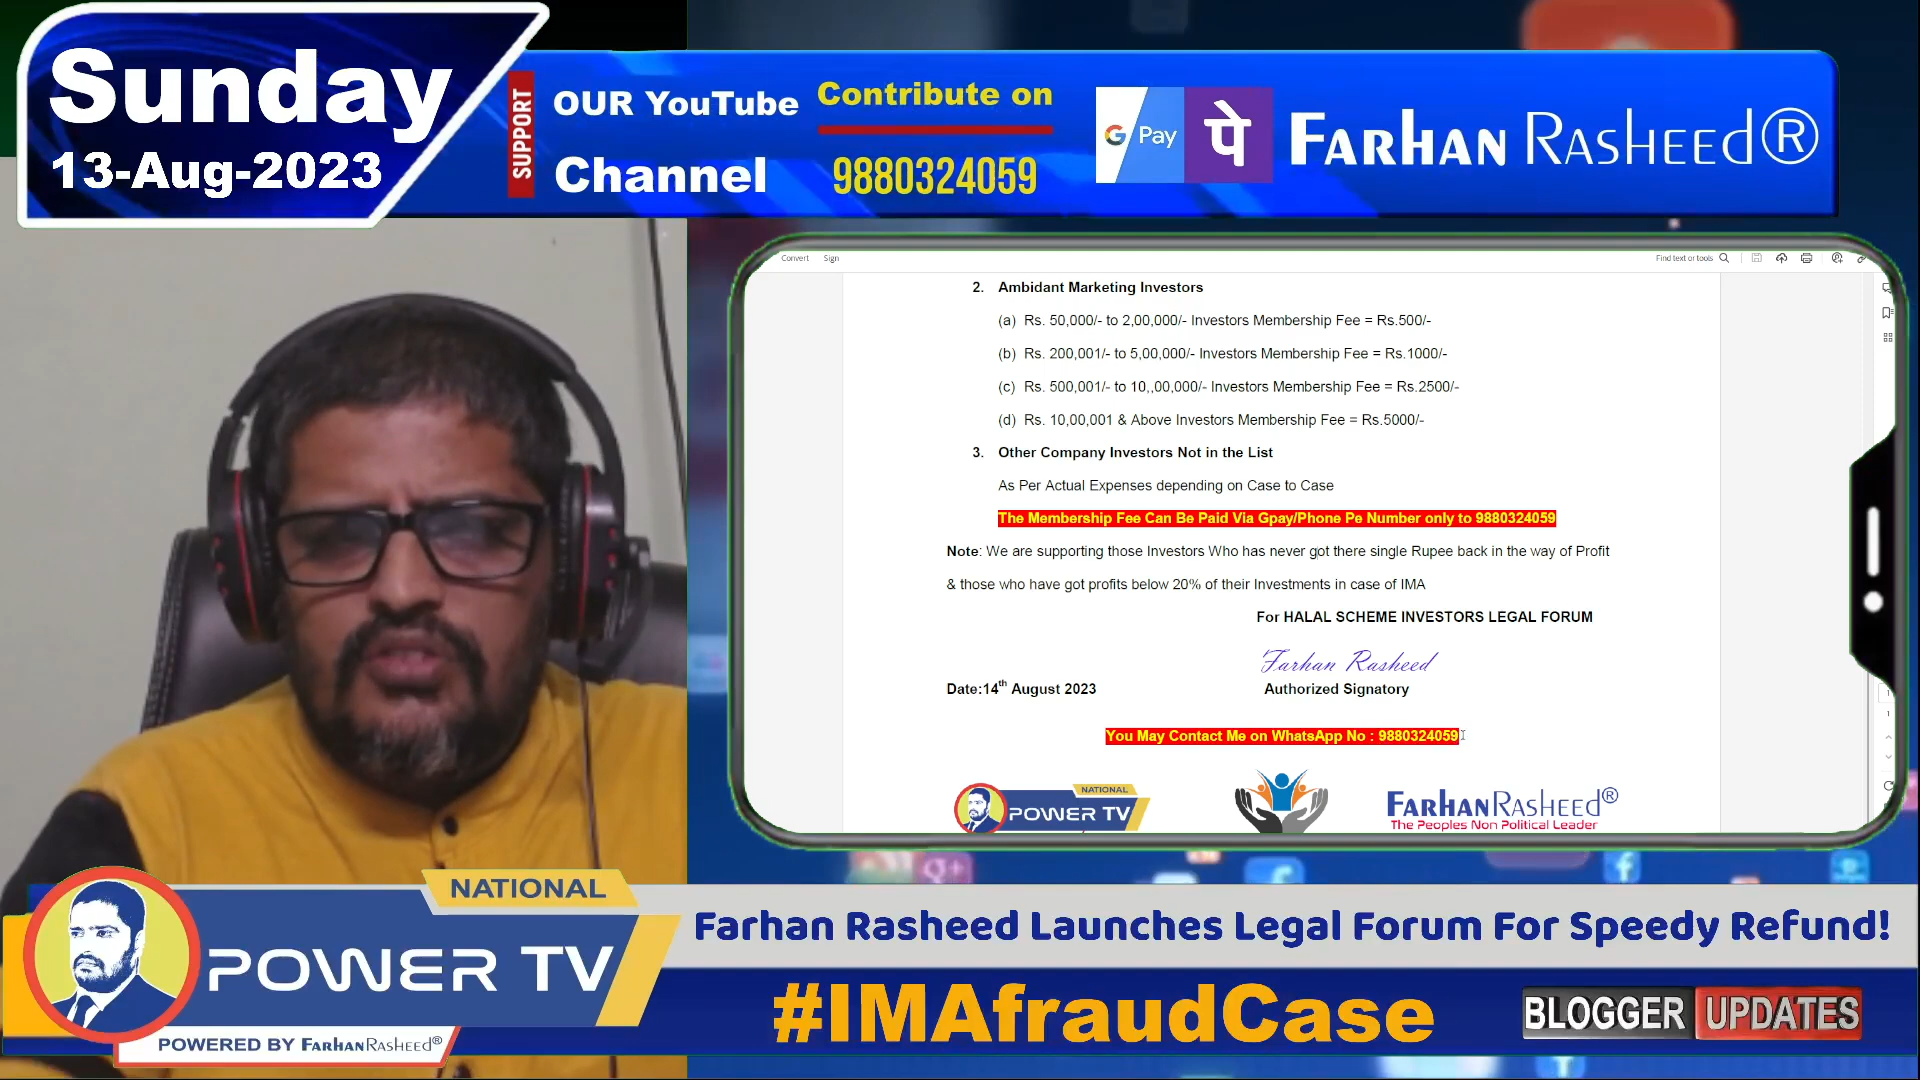 Sunday
13-Aug-2023
SUPPORT
OUR YouTube
Channel
Contribute on
9880324059
G Pay
पे
FARHAN RASHEED®
Convert Sign
Find text or tools
2. Ambidant Marketing Investors
(a) Rs. 50,000/- to 2,00,000/- Investors Membership Fee = Rs.500/-
(b) Rs. 200,001/- to 5,00,000/- Investors Membership Fee = Rs.1000/-
(c) Rs. 500,001/- to 10,,00,000/- Investors Membership Fee = Rs.2500/-
(d) Rs. 10,00,001 & Above Investors Membership Fee = Rs.5000/-
3. Other Company Investors Not in the List
As Per Actual Expenses depending on Case to Case
The Membership Fee Can Be Paid Via Gpay/Phone Pe Number only to 9880324059
Note: We are supporting those Investors Who has never got there single Rupee back in the way of Profit
& those who have got profits below 20% of their Investments in case of IMA
For HALAL SCHEME INVESTORS LEGAL FORUM
Farhan Rasheed
Date:14th August 2023
Authorized Signatory
You May Contact Me on WhatsApp No : 9880324059
NATIONAL
POWER TV
FARHANRASHEED®
The Peoples Non Political Leader
NATIONAL
POWER TV
POWERED BY FARHANRASHEED®
Farhan Rasheed Launches Legal Forum For Speedy Refund!
#IMAfraudCase
BLOGGER UPDATES